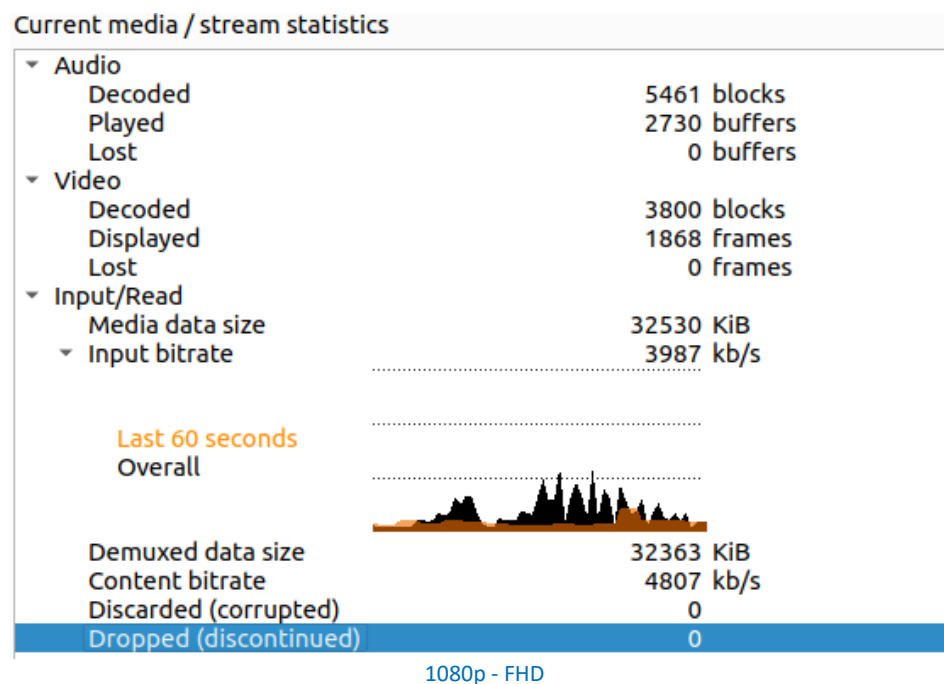 Current media / stream statistics
Audio
Decoded 5461 blocks
Played 2730 buffers
Lost 0 buffers
Video
Decoded 3800 blocks
Displayed 1868 frames
Lost 0 frames
Input/Read
Media data size 32530 KiB
Input bitrate 3987 kb/s
Last 60 seconds
Overall
Demuxed data size 32363 KiB
Content bitrate 4807 kb/s
Discarded (corrupted) 0
Dropped (discontinued) 0
1080p - FHD